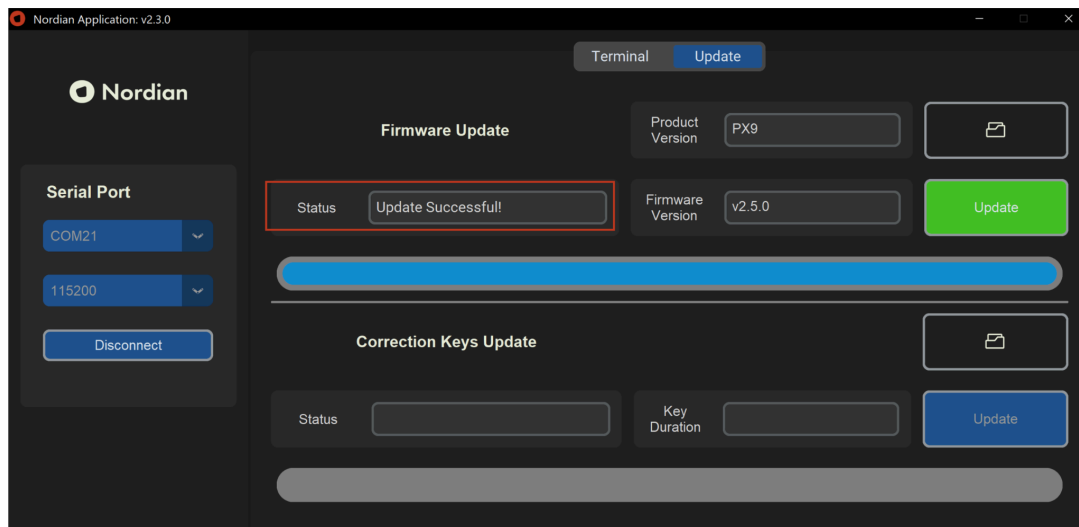 Nordian Application: v2.3.0
Terminal Update
Nordian
Firmware Update
Product
Version
PX9
Serial Port
COM21
115200
Disconnect
Status
Update Successful!
Firmware
Version
v2.5.0
Update
Correction Keys Update
Status
Key
Duration
Update